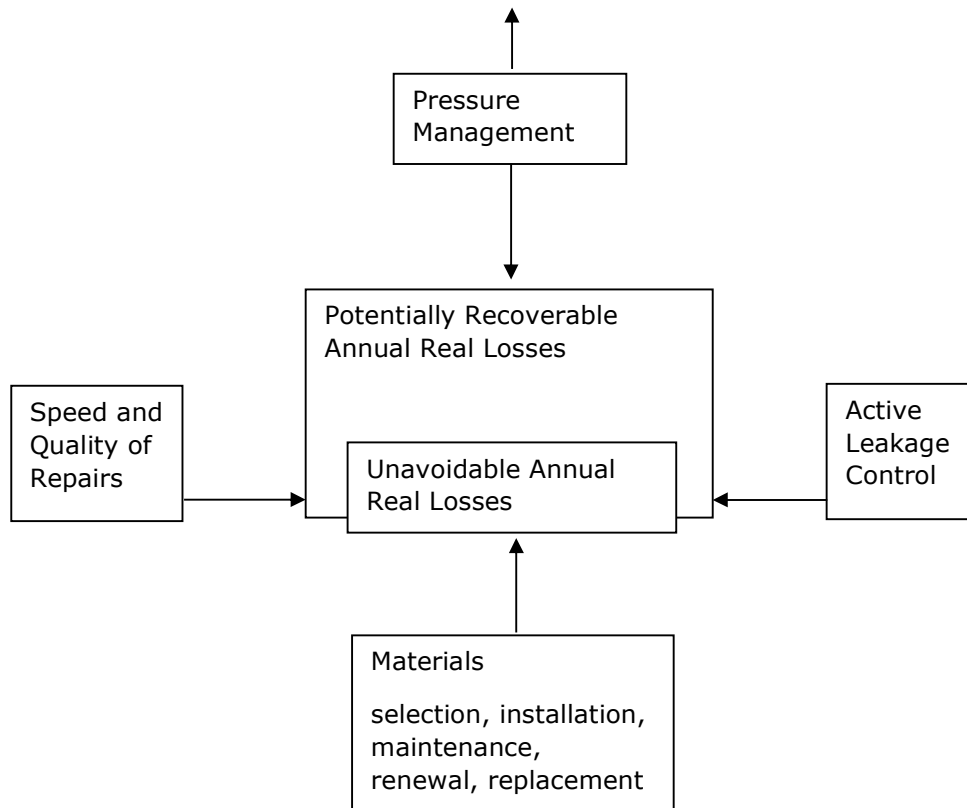 Pressure
Management
Potentially Recoverable
Annual Real Losses
Speed and
Quality of
Repairs
Active
Leakage
Control
Unavoidable Annual
Real Losses
Materials
selection, installation,
maintenance,
renewal, replacement